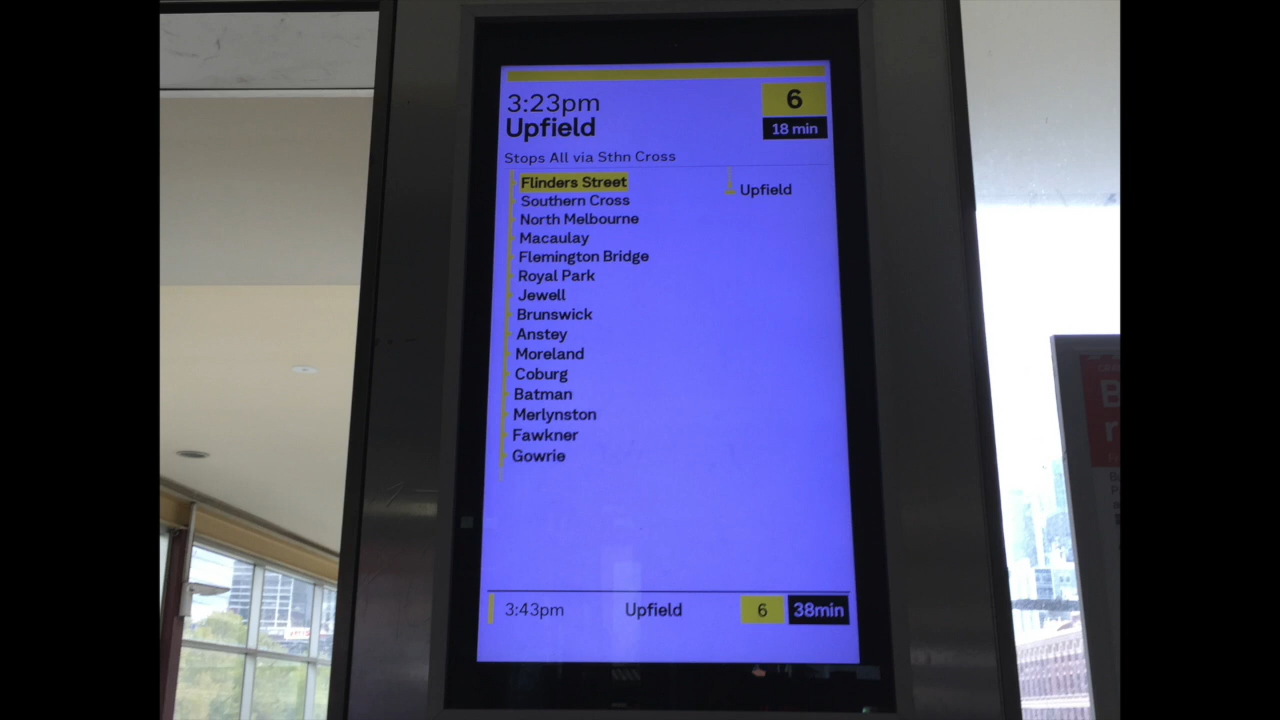 3:23pm
6
Upfield
18 min
Stops All via Sthn Cross
Flinders Street
Southern Cross
North Melbourne
Macaulay
Flemington Bridge
Royal Park
Jewell
Brunswick
Anstey
Moreland
Coburg
Batman
Merlynston
Fawkner
Gowrie
Upfield
3:43pm Upfield 6 38min